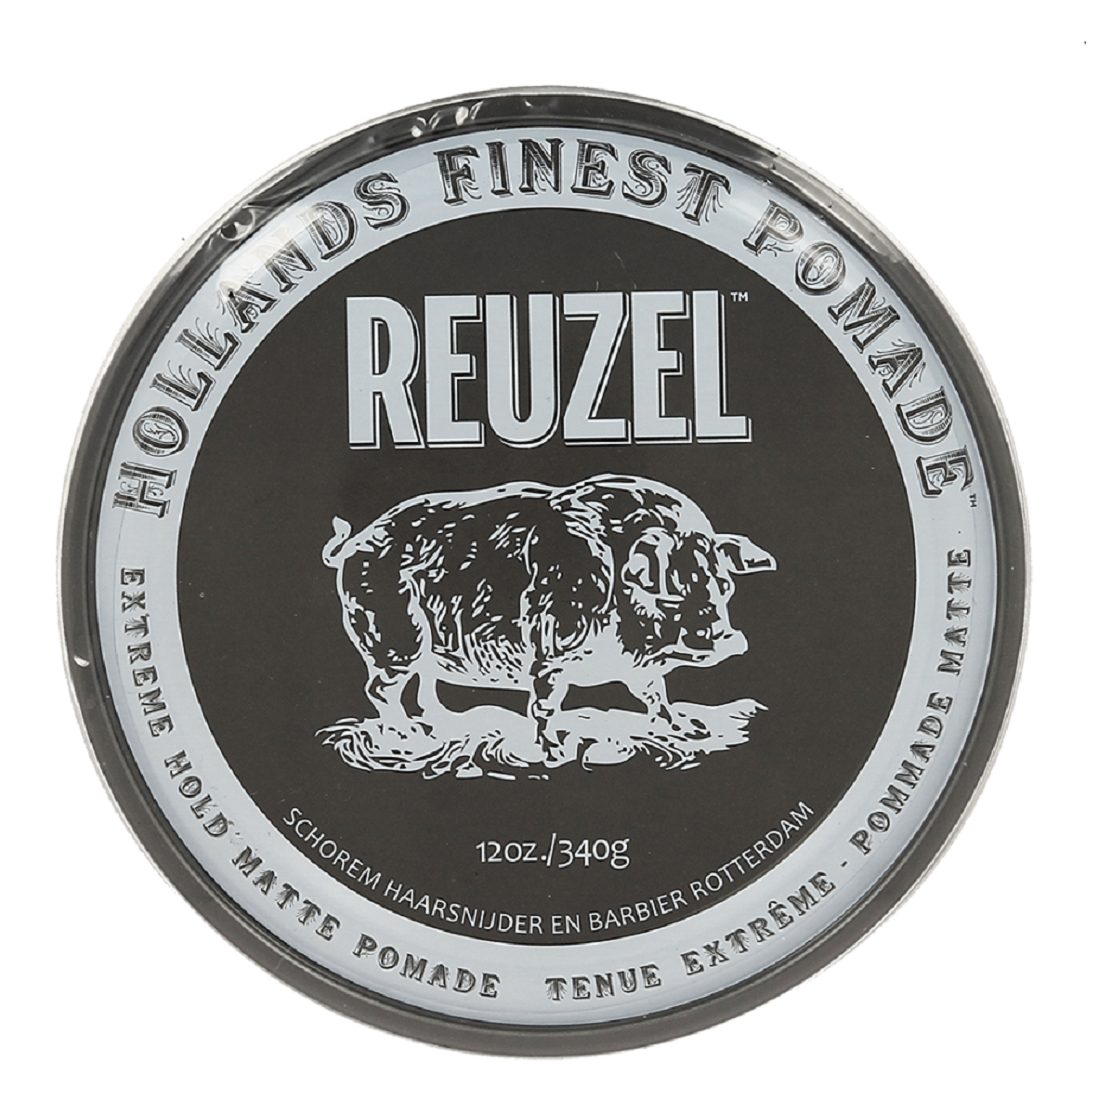 HOLLANDS FINEST POMADE™
REUZEL™
12oz./340g
SCHOREM HAARSNIJDER EN BARBIER ROTTERDAM
EXTREME HOLD MATTE POMADE
TENUE EXTRÊME - POMMADE MATTE